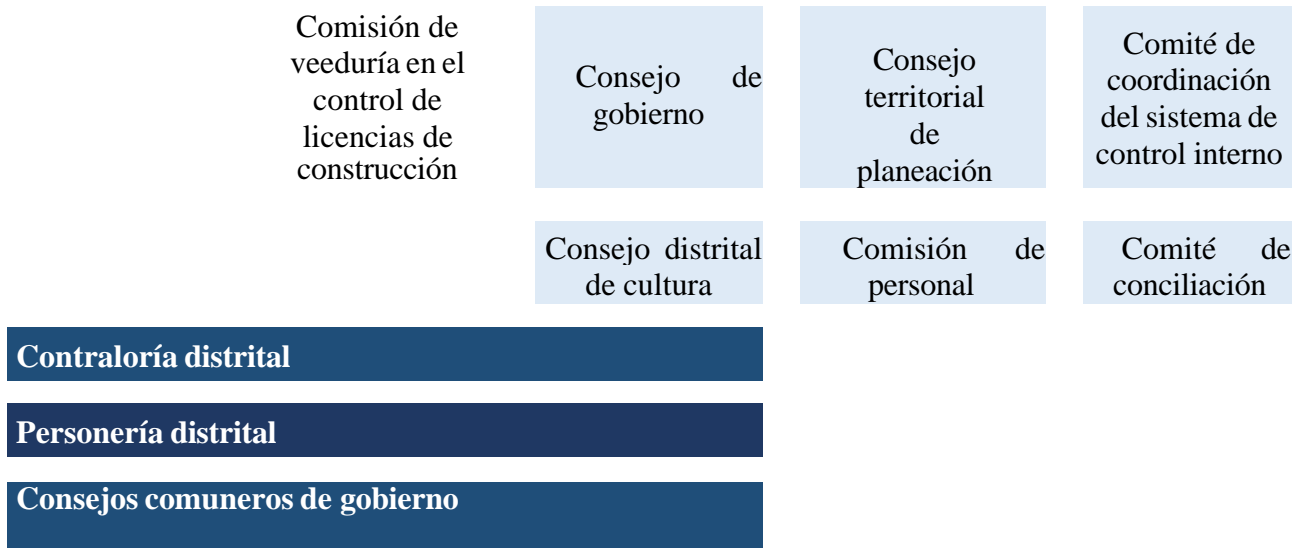 Comisión de
veeduría en el
control de
licencias de
construcción
Consejo de
gobierno
Consejo
territorial
de
planeación
Comité de
coordinación
del sistema de
control interno
Consejo distrital
de cultura
Comisión de
personal
Comité de
conciliación
Contraloría distrital
Personería distrital
Consejos comuneros de gobierno